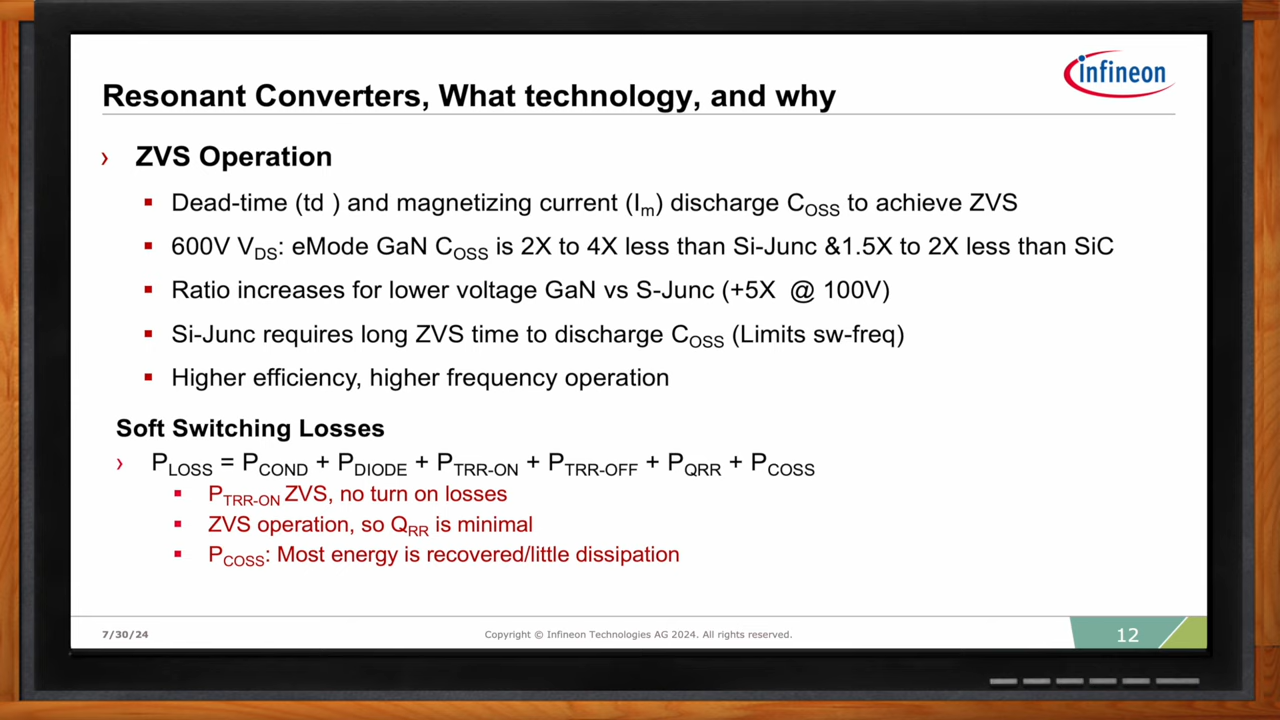 infineon
Resonant Converters, What technology, and why
› ZVS Operation
▪ Dead-time (td ) and magnetizing current (Im) discharge COSS to achieve ZVS
▪ 600V VDS: eMode GaN COSS is 2X to 4X less than Si-Junc &1.5X to 2X less than SiC
▪ Ratio increases for lower voltage GaN vs S-Junc (+5X @ 100V)
▪ Si-Junc requires long ZVS time to discharge COSS (Limits sw-freq)
▪ Higher efficiency, higher frequency operation
Soft Switching Losses
› PLOSS = PCOND + PDIODE + PTRR-ON + PTRR-OFF + PQRR + PCOSS
▪ PTRR-ON ZVS, no turn on losses
▪ ZVS operation, so QRR is minimal
▪ PCOSS: Most energy is recovered/little dissipation
7/30/24
Copyright © Infineon Technologies AG 2024. All rights reserved.
12